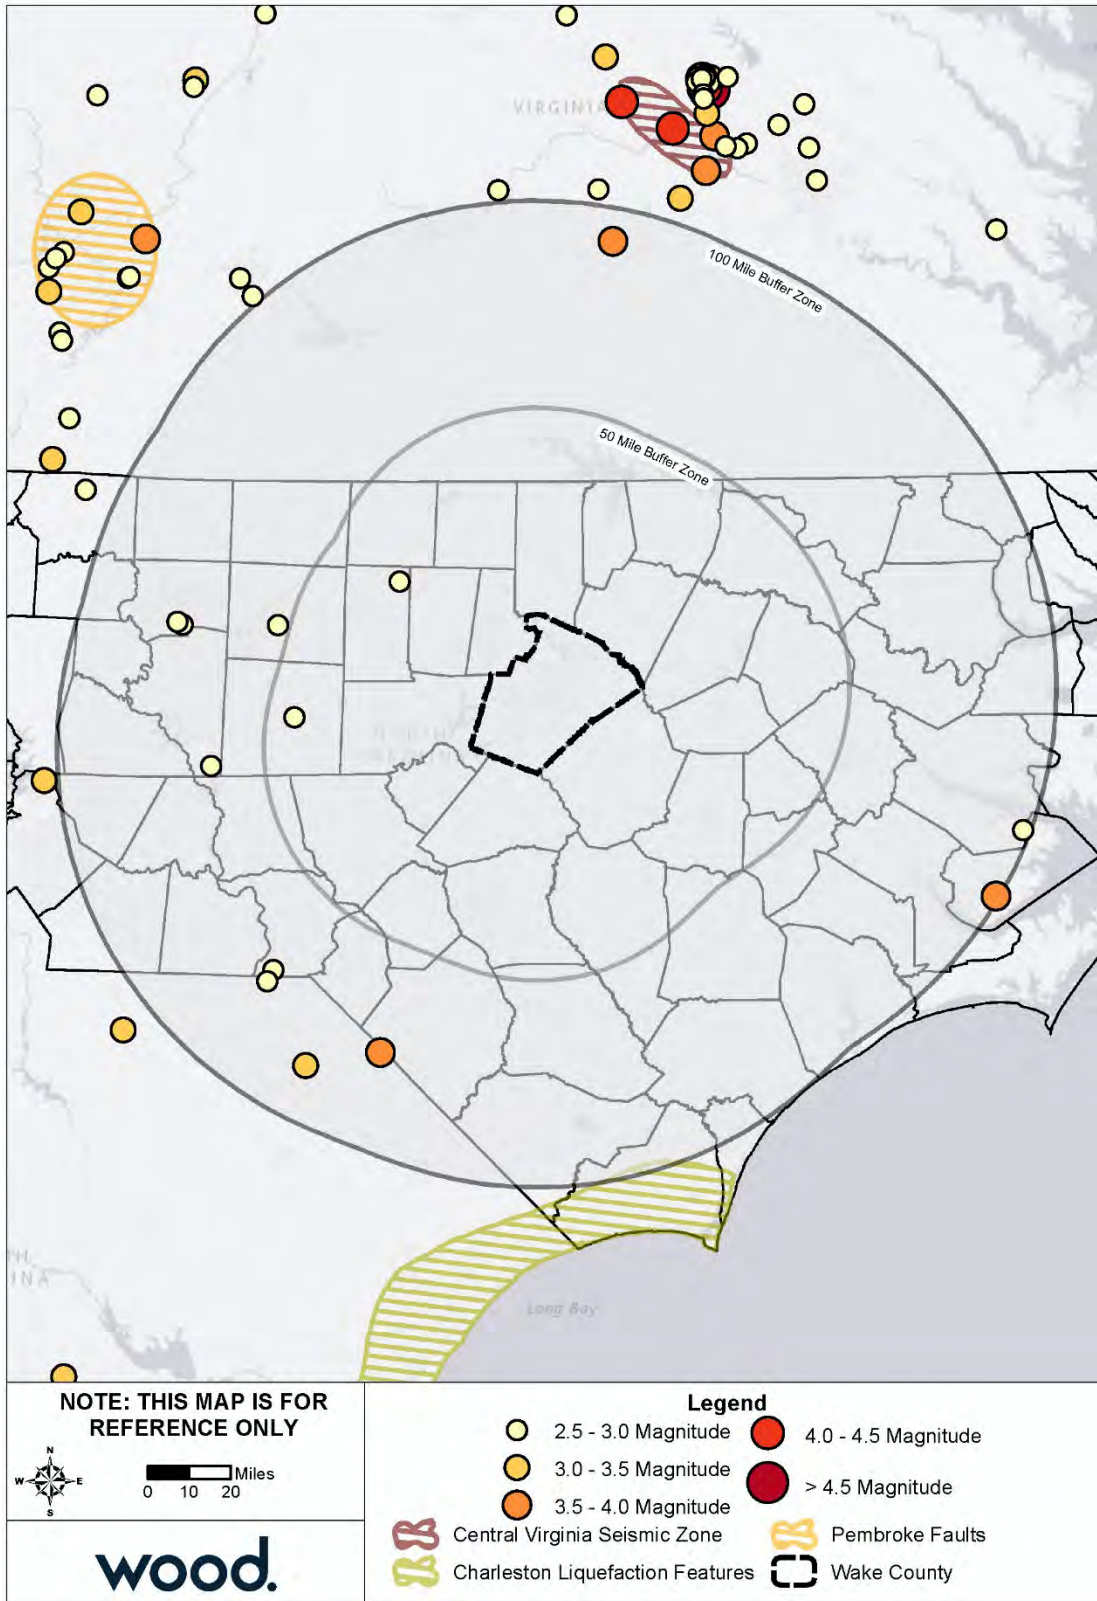 VIRGINIA
100 Mile Buffer Zone
50 Mile Buffer Zone
Long Bay
NOTE: THIS MAP IS FOR
REFERENCE ONLY
N
W E
S
Miles
0 10 20
wood.
Legend
2.5 - 3.0 Magnitude
3.0 - 3.5 Magnitude
3.5 - 4.0 Magnitude
4.0 - 4.5 Magnitude
> 4.5 Magnitude
Central Virginia Seismic Zone
Pembroke Faults
Charleston Liquefaction Features
Wake County